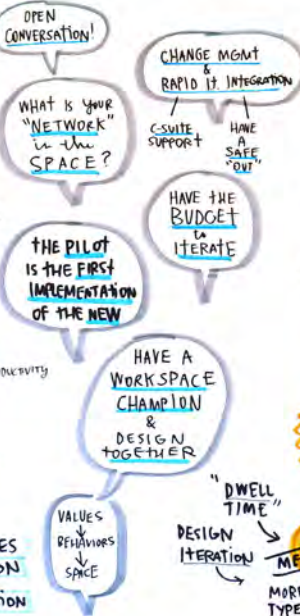 OPEN
CONVERSATION!
CHANGE MGMT
&
RAPID IT. INTEGRATION
C-SUITE
SUPPORT
HAVE
A
SAFE
"OUT"
WHAT IS YOUR
"NETWORK"
in the
SPACE?
HAVE THE
BUDGET
to
ITERATE
THE PILOT
IS THE FIRST
IMPLEMENTATION
OF THE NEW
HAVE A
WORKSPACE
CHAMPION
&
DESIGN
TOGETHER
VALUES
BEHAVIORS
SPACE
"DWELL
TIME"
DESIGN
ITERATION